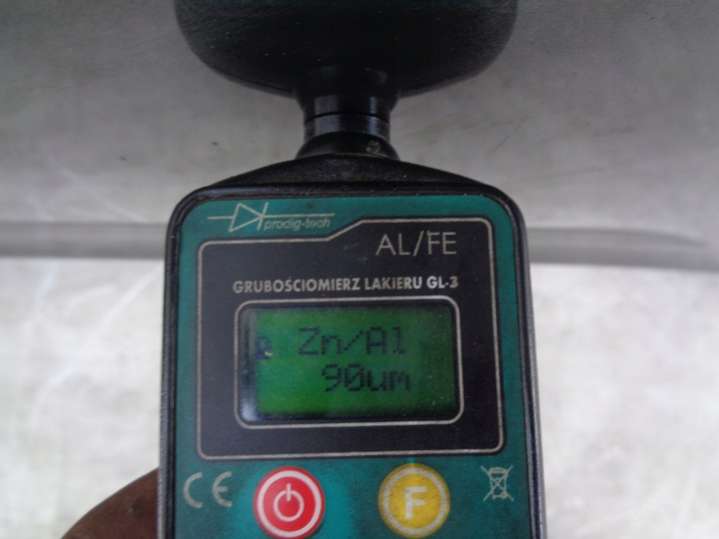 prodig-tech
AL/FE
GRUBOŚCIOMIERZ LAKIERU GL-3
Zn/Al
90um
CE
F